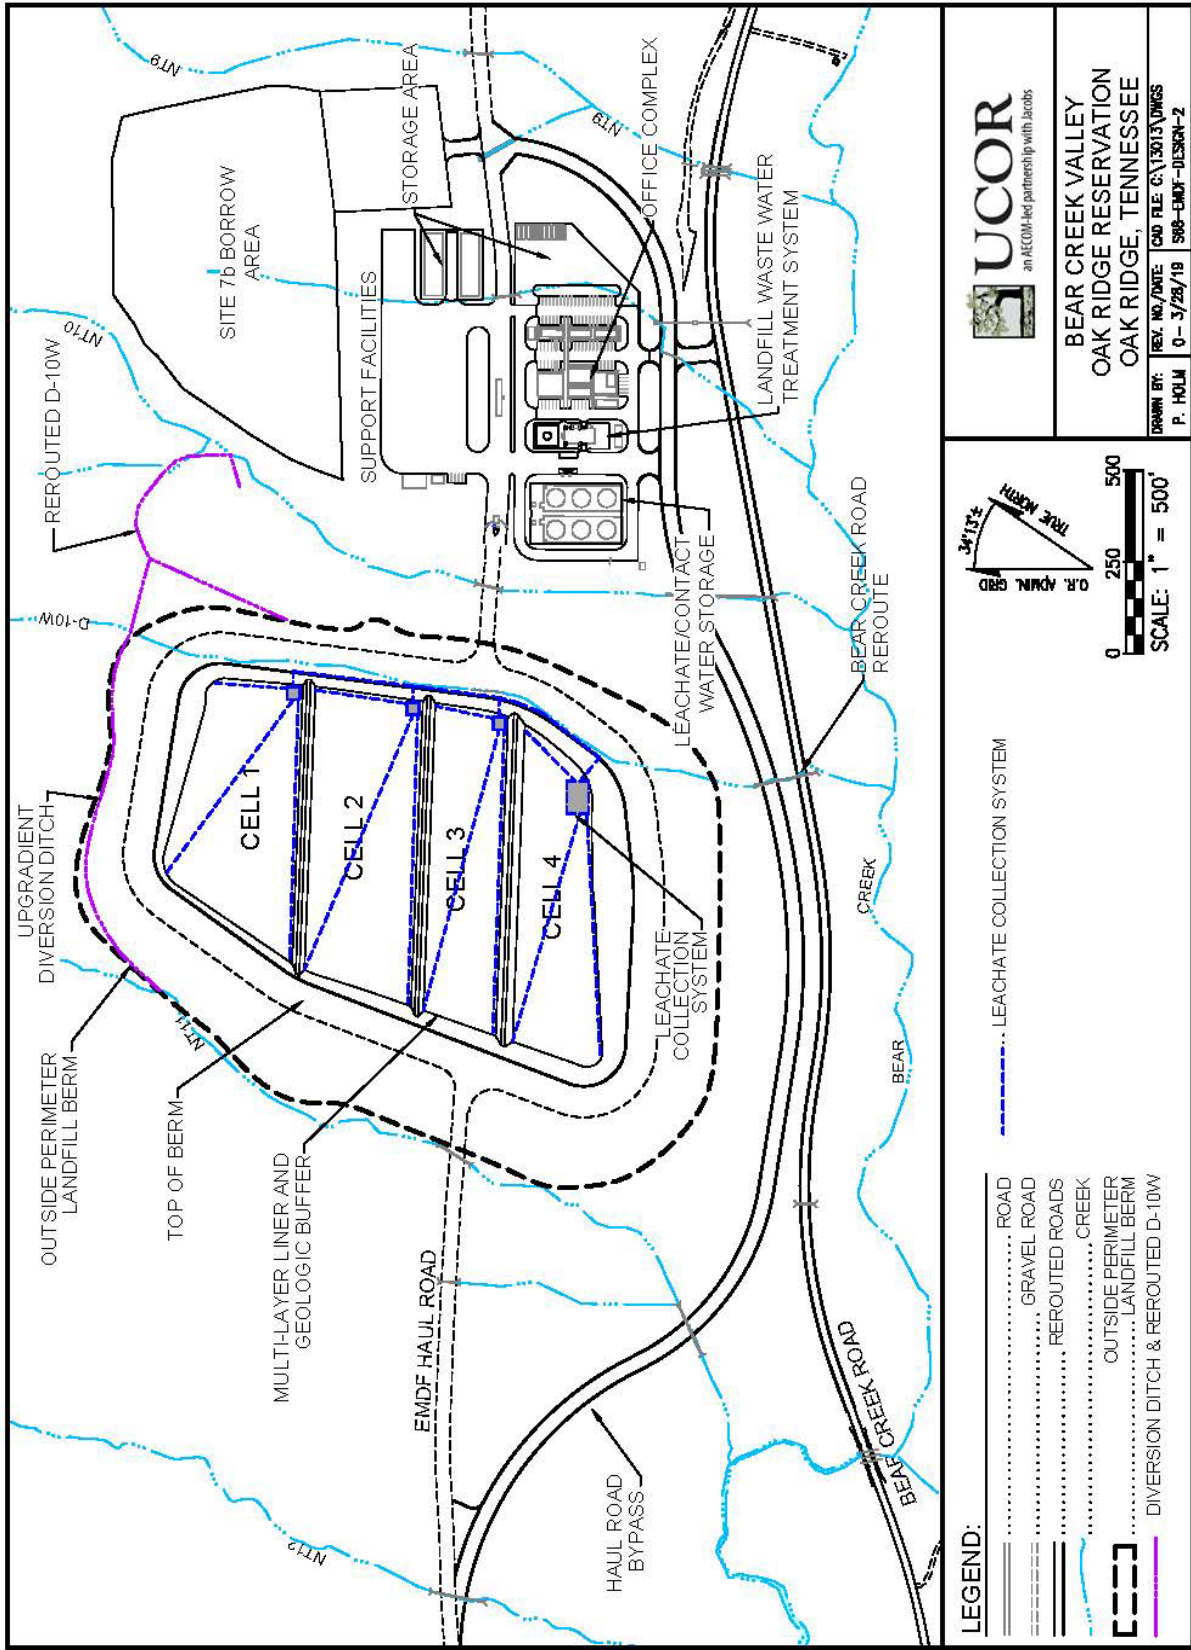 NT12
HAUL ROAD
BYPASS
EMDF HAUL ROAD
BEAR CREEK ROAD
OUTSIDE PERIMETER
LANDFILL BERM
TOP OF BERM
MULTI-LAYER LINER AND
GEOLOGIC BUFFER
UPGRADIENT
DIVERSION DITCH
NT11
CELL 1
CELL 2
CELL 3
CELL 4
LEACHATE
COLLECTION
SYSTEM
BEAR
CREEK
D-10W
REROUTED D-10W
NT10
LEACHATE/CONTACT
WATER STORAGE
BEAR CREEK ROAD
REROUTE
SITE 7b BORROW
AREA
SUPPORT FACILITIES
STORAGE AREA
OFFICE COMPLEX
LANDFILL WASTE WATER
TREATMENT SYSTEM
NT9
NT9
LEGEND:
ROAD
GRAVEL ROAD
REROUTED ROADS
CREEK
OUTSIDE PERIMETER
LANDFILL BERM
DIVERSION DITCH & REROUTED D-10W
LEACHATE COLLECTION SYSTEM
34°13'±
O.R. ADMIN. GRID
TRUE NORTH
0 250 500
SCALE: 1" = 500'
UCOR
an AECOM-led partnership with Jacobs
BEAR CREEK VALLEY
OAK RIDGE RESERVATION
OAK RIDGE, TENNESSEE
DRAWN BY: P. HOLM
REV. NO./DATE: 0 - 3/26/19
CAD FILE: C:\13013\DWGS
S6B-EMDF-DESIGN-2